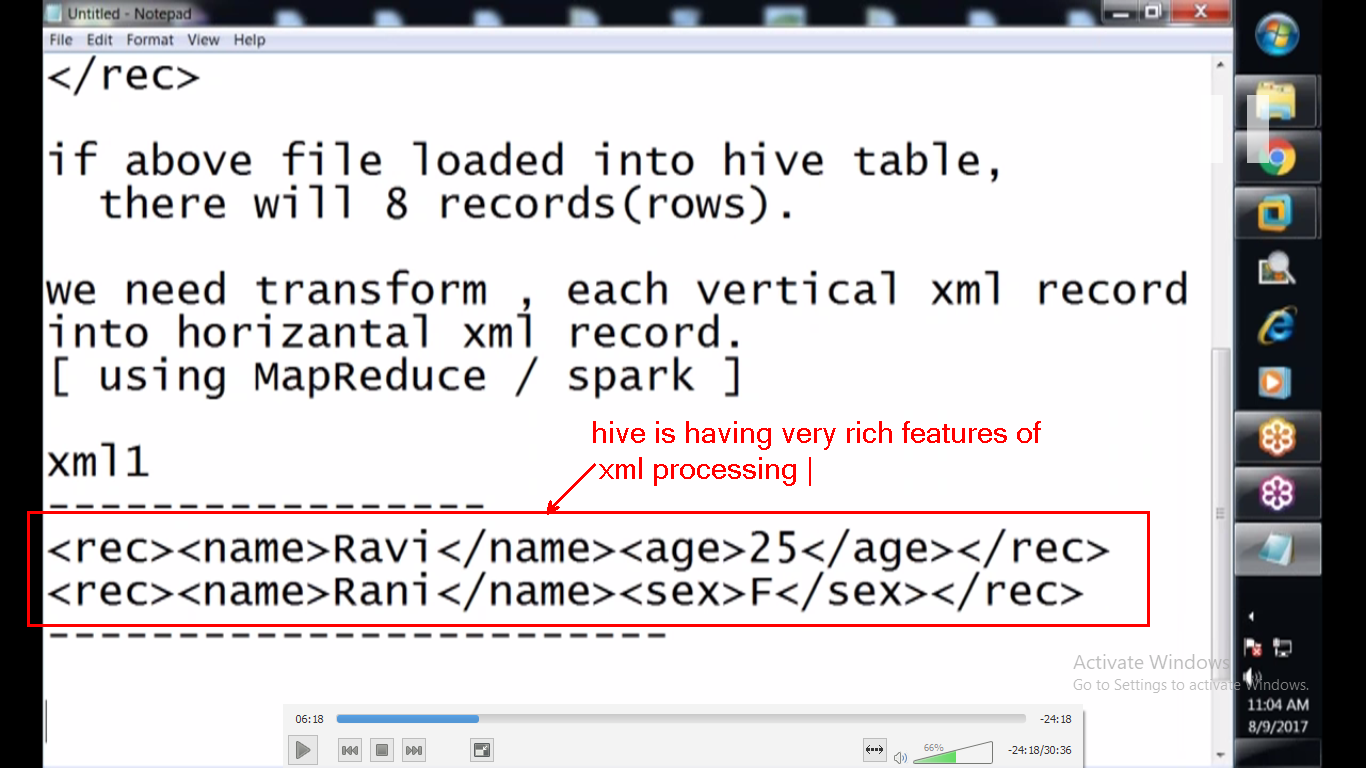 Untitled - Notepad
File Edit Format View Help
</rec>
if above file loaded into hive table,
there will 8 records(rows).
we need transform , each vertical xml record
into horizantal xml record.
[ using MapReduce / spark ]
hive is having very rich features of
xml processing |
xml1
-----------------
<rec><name>Ravi</name><age>25</age></rec>
<rec><name>Rani</name><sex>F</sex></rec>
------------------------
Activate Windows
Go to Settings to activate Windows.
11:04 AM
8/9/2017
06:18
-24:18
66%
-24:18/30:36